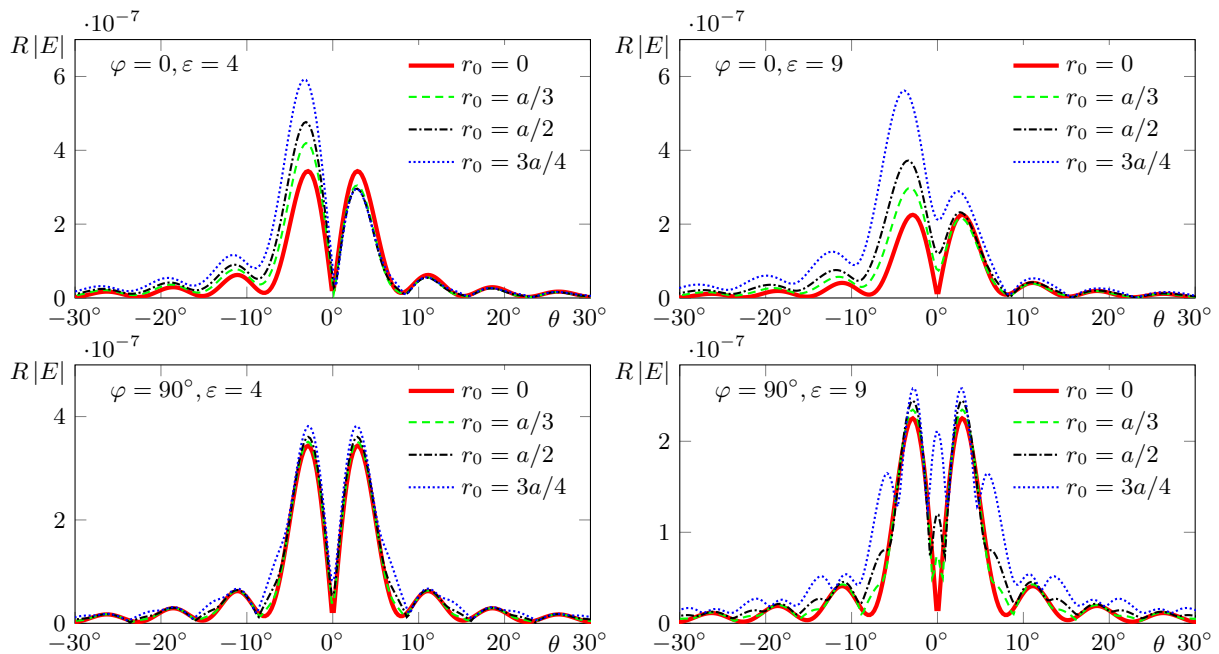 ·10⁻⁷
R |E|
φ = 0, ε = 4
r₀ = 0
r₀ = a/3
r₀ = a/2
r₀ = 3a/4
6
4
2
0
−30° −20° −10° 0° 10° 20° θ 30°
·10⁻⁷
R |E|
φ = 0, ε = 9
r₀ = 0
r₀ = a/3
r₀ = a/2
r₀ = 3a/4
6
4
2
0
−30° −20° −10° 0° 10° 20° θ 30°
·10⁻⁷
R |E|
φ = 90°, ε = 4
r₀ = 0
r₀ = a/3
r₀ = a/2
r₀ = 3a/4
4
2
0
−30° −20° −10° 0° 10° 20° θ 30°
·10⁻⁷
R |E|
φ = 90°, ε = 9
r₀ = 0
r₀ = a/3
r₀ = a/2
r₀ = 3a/4
2
1
0
−30° −20° −10° 0° 10° 20° θ 30°